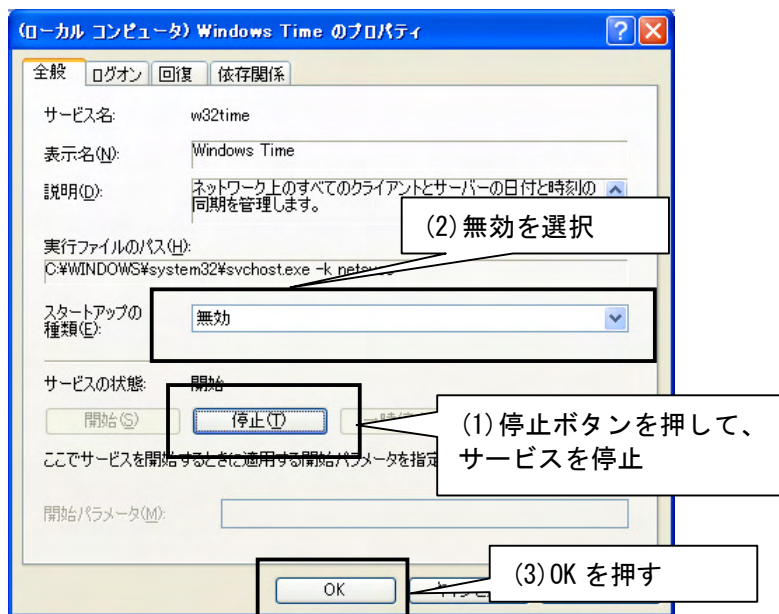 (ローカル コンピュータ) Windows Time のプロパティ
全般 ログオン 回復 依存関係
サービス名: w32time
表示名(N): Windows Time
説明(D): ネットワーク上のすべてのクライアントとサーバーの日付と時刻の
同期を管理します。
(2)無効を選択
実行ファイルのパス(H):
C:¥WINDOWS¥system32¥svchost.exe -k
スタートアップの
種類(E): 無効
サービスの状態: 開始
開始(S) 停止(T)
(1)停止ボタンを押して、
サービスを停止
ここでサービスを開始するときに適用する開始パラメータを指定
開始パラメータ(M):
(3)OK を押す
OK